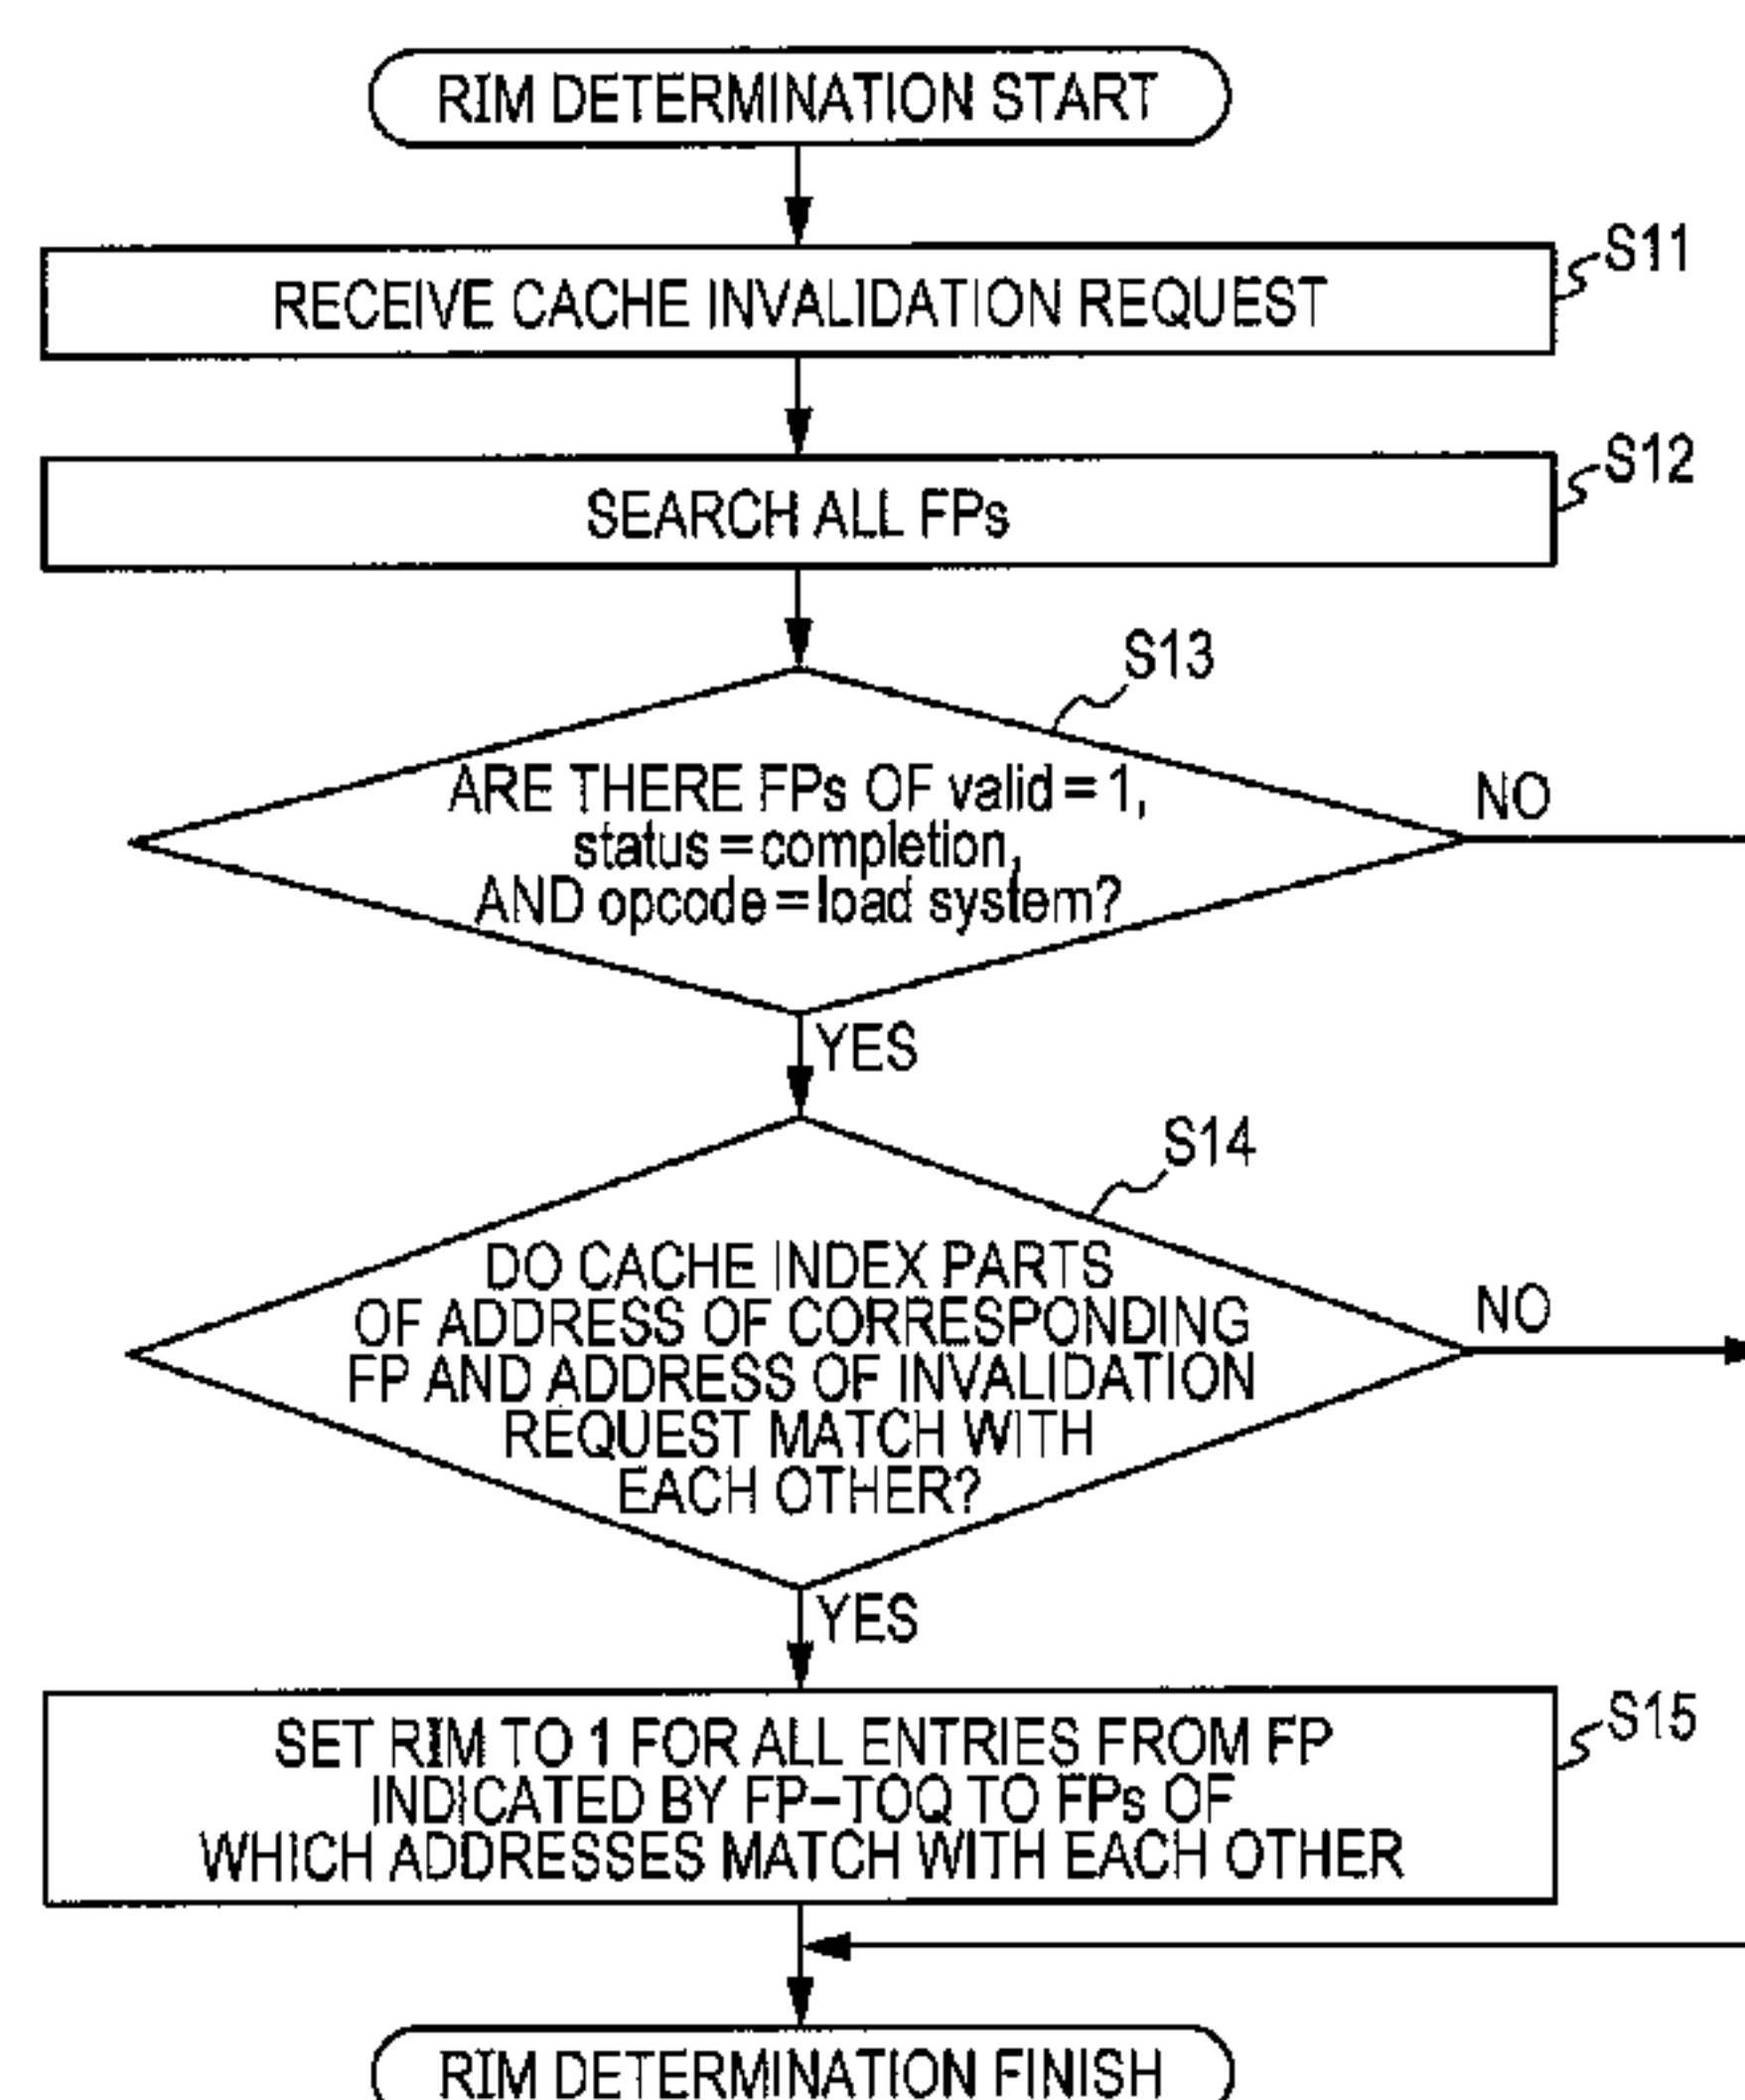 RIM DETERMINATION START
S11
RECEIVE CACHE INVALIDATION REQUEST
S12
SEARCH ALL FPs
S13
ARE THERE FPs OF valid=1,
status=completion,
AND opcode=load system?
NO
YES
S14
DO CACHE INDEX PARTS
OF ADDRESS OF CORRESPONDING
FP AND ADDRESS OF INVALIDATION
REQUEST MATCH WITH
EACH OTHER?
NO
YES
S15
SET RIM TO 1 FOR ALL ENTRIES FROM FP
INDICATED BY FP-TOQ TO FPs OF
WHICH ADDRESSES MATCH WITH EACH OTHER
RIM DETERMINATION FINISH